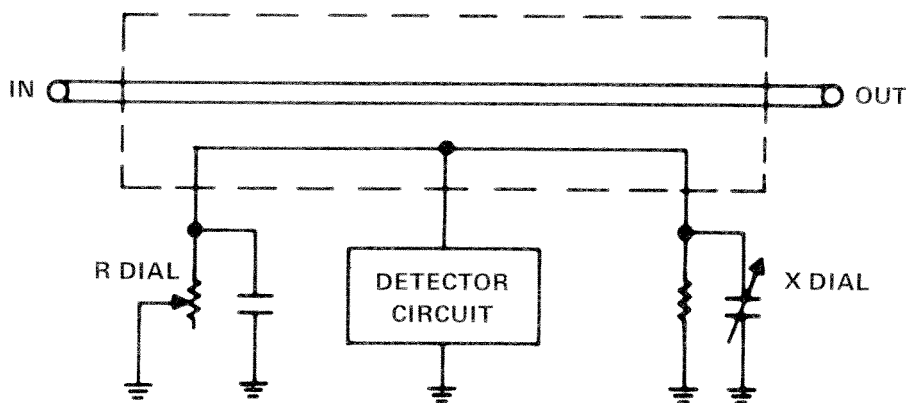 IN
OUT
R DIAL
DETECTOR
CIRCUIT
X DIAL